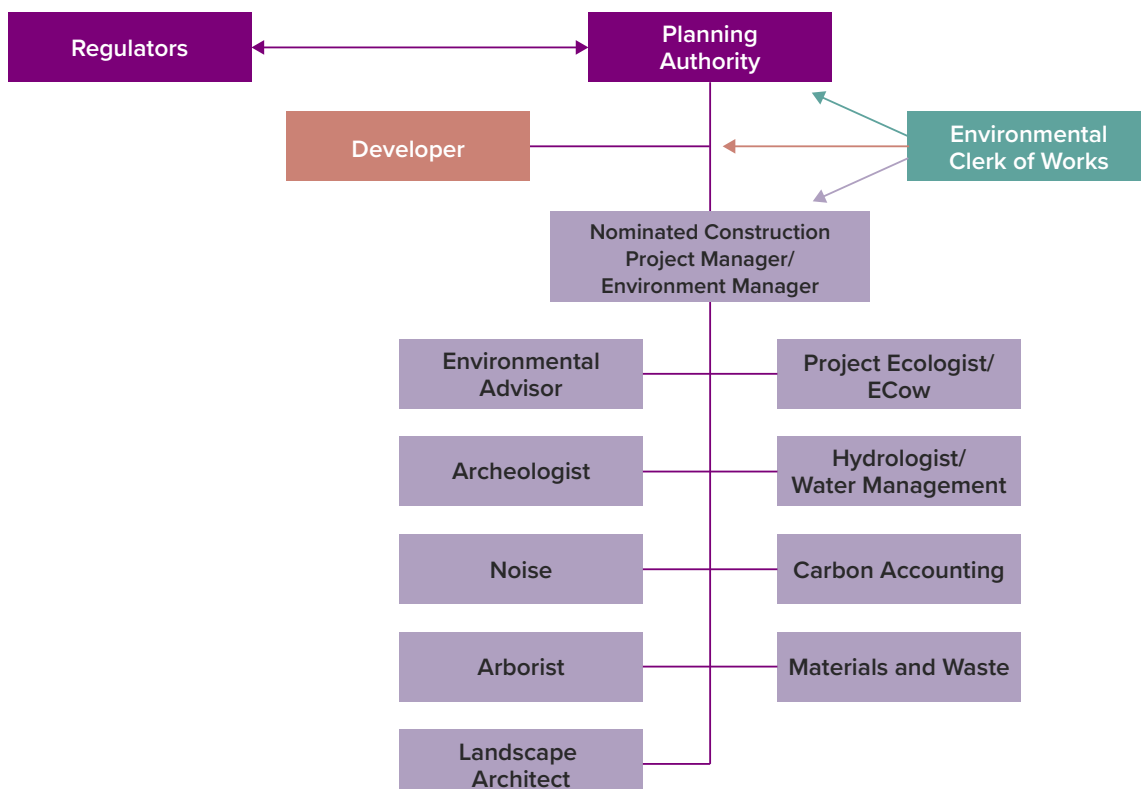 Regulators
Planning
Authority
Developer
Environmental
Clerk of Works
Nominated Construction
Project Manager/
Environment Manager
Environmental
Advisor
Project Ecologist/
ECow
Archeologist
Hydrologist/
Water Management
Noise
Carbon Accounting
Arborist
Materials and Waste
Landscape
Architect